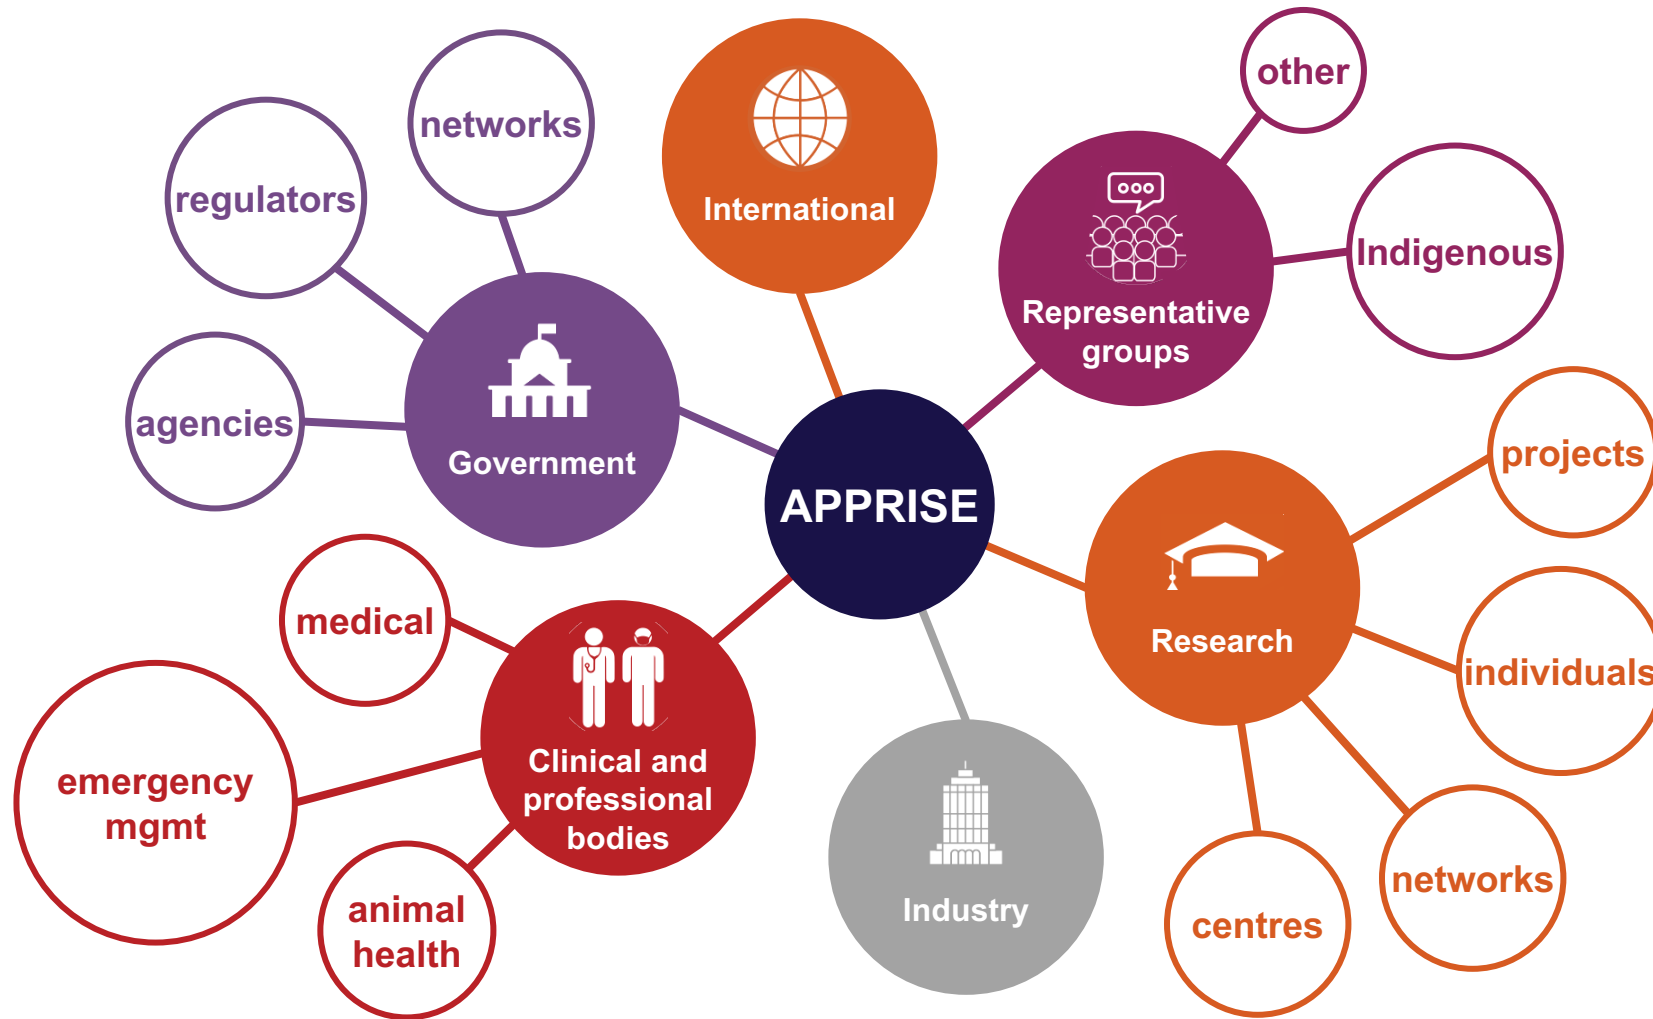 other
networks
regulators
International
Indigenous
Representative
groups
agencies
Government
projects
APPRISE
medical
Research
individuals
emergency
mgmt
Clinical and
professional
bodies
animal
health
Industry
networks
centres